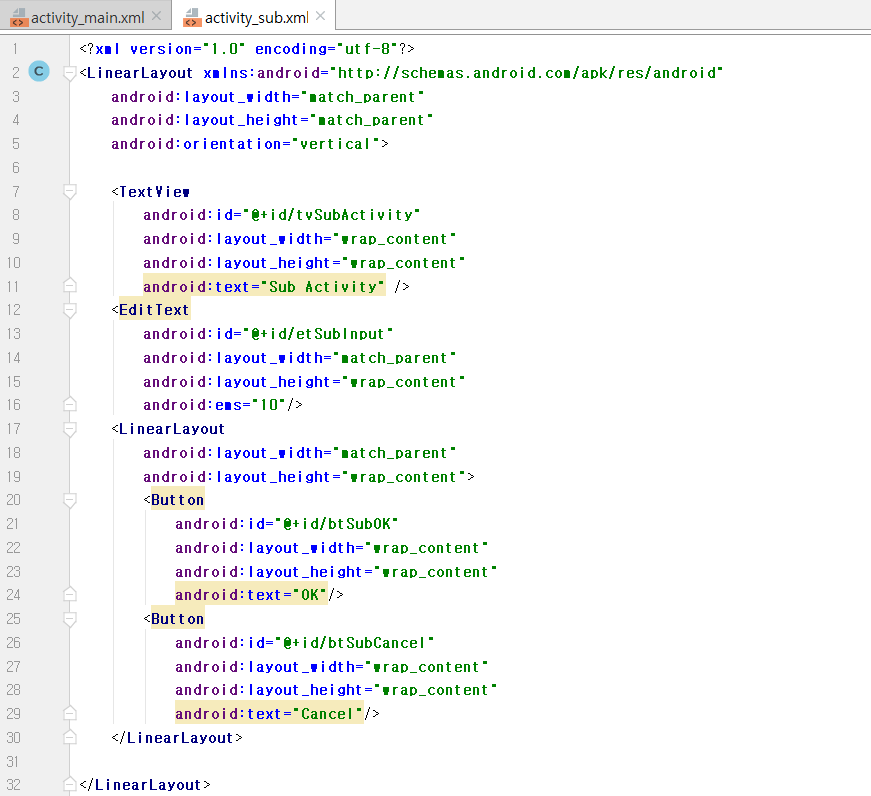 activity_main.xml activity_sub.xml
1 <?xml version="1.0" encoding="utf-8"?>
2 C <LinearLayout xmlns:android="http://schemas.android.com/apk/res/android"
3 android:layout_width="match_parent"
4 android:layout_height="match_parent"
5 android:orientation="vertical">
6
7 <TextView
8 android:id="@+id/tvSubActivity"
9 android:layout_width="wrap_content"
10 android:layout_height="wrap_content"
11 android:text="Sub Activity" />
12 <EditText
13 android:id="@+id/etSubInput"
14 android:layout_width="match_parent"
15 android:layout_height="wrap_content"
16 android:ems="10"/>
17 <LinearLayout
18 android:layout_width="match_parent"
19 android:layout_height="wrap_content">
20 <Button
21 android:id="@+id/btSubOK"
22 android:layout_width="wrap_content"
23 android:layout_height="wrap_content"
24 android:text="OK"/>
25 <Button
26 android:id="@+id/btSubCancel"
27 android:layout_width="wrap_content"
28 android:layout_height="wrap_content"
29 android:text="Cancel"/>
30 </LinearLayout>
31
32 </LinearLayout>